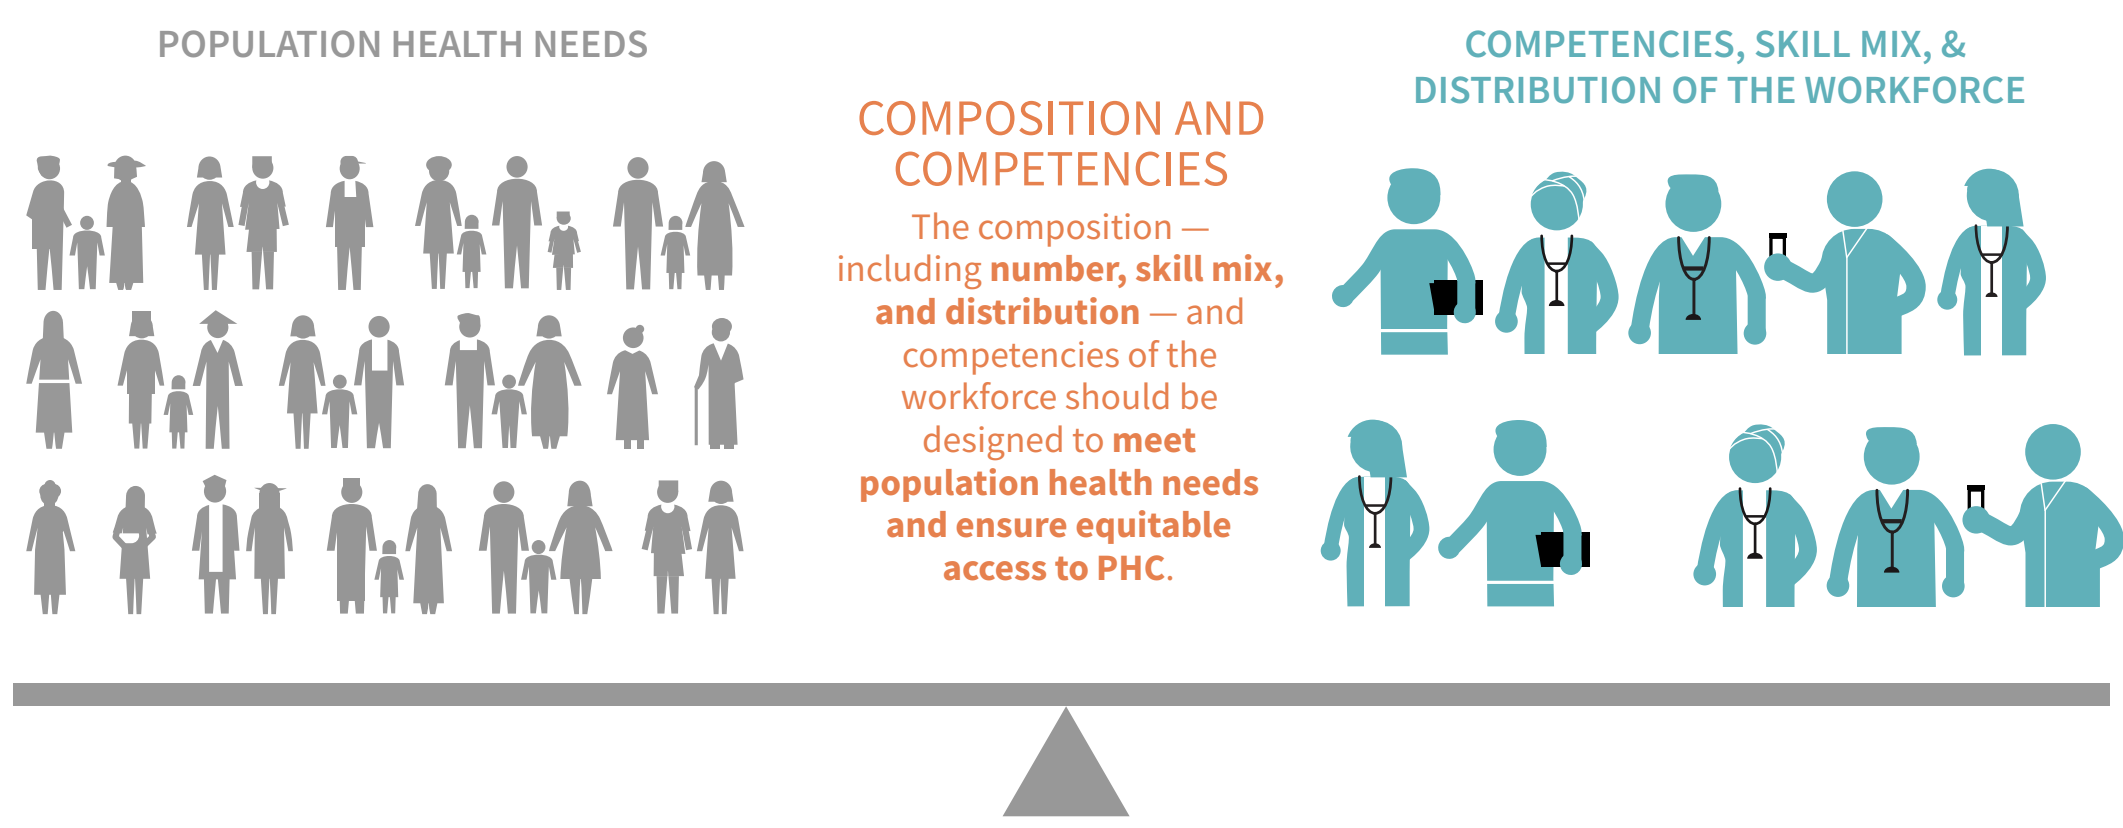 POPULATION HEALTH NEEDS
COMPOSITION AND
COMPETENCIES
The composition —
including number, skill mix,
and distribution — and
competencies of the
workforce should be
designed to meet
population health needs
and ensure equitable
access to PHC.
COMPETENCIES, SKILL MIX, &
DISTRIBUTION OF THE WORKFORCE